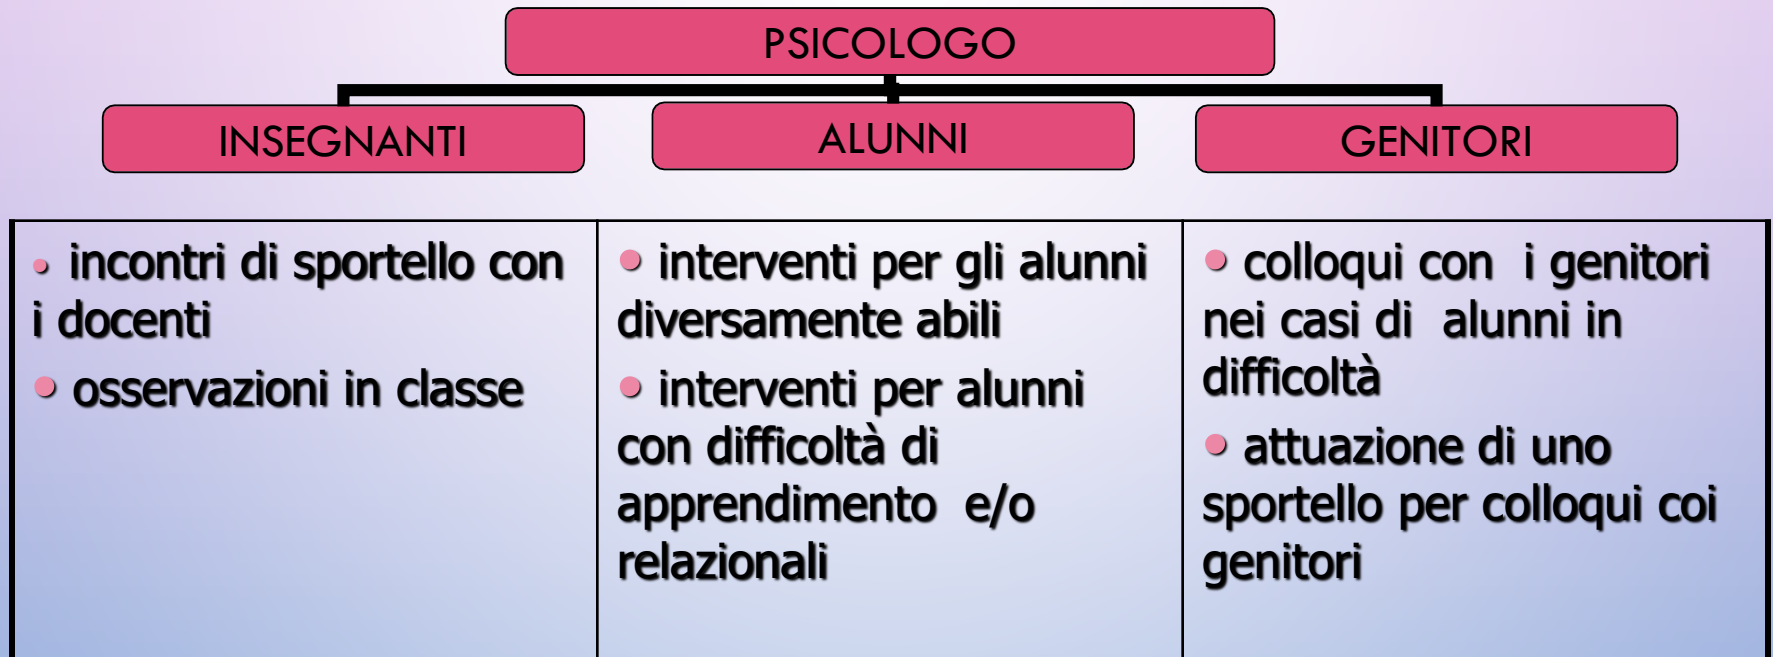 PSICOLOGO
INSEGNANTI
ALUNNI
GENITORI
• incontri di sportello con
i docenti
• osservazioni in classe
• interventi per gli alunni
diversamente abili
• interventi per alunni
con difficoltà di
apprendimento e/o
relazionali
• colloqui con i genitori
nei casi di alunni in
difficoltà
• attuazione di uno
sportello per colloqui coi
genitori